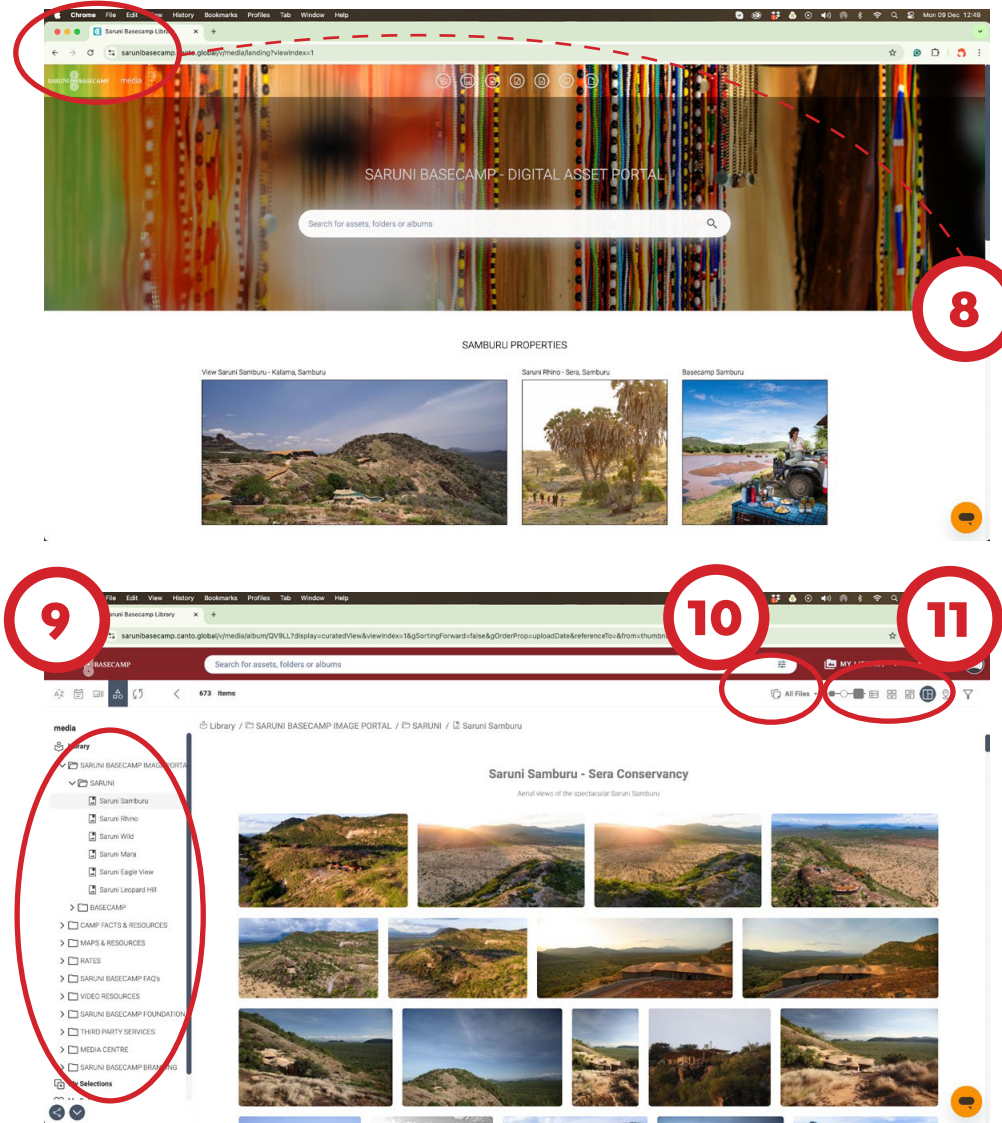 Chrome File Edit View History Bookmarks Profiles Tab Window Help
Mon 09 Dec 12:49
Saruni Basecamp Library
sarunibasecamp.canto.global/v/media/landing?viewIndex=1
SARUNI BASECAMP media
SARUNI BASECAMP - DIGITAL ASSET PORTAL
Search for assets, folders or albums
8
SAMBURU PROPERTIES
View Saruni Samburu - Kalama, Samburu
Saruni Rhino - Sera, Samburu
Basecamp Samburu
9
10
11
File Edit View History Bookmarks Profiles Tab Window Help
Saruni Basecamp Library
sarunibasecamp.canto.global/v/media/album/QV9LL?display=curatedView&viewIndex=1&gSortingForward=false&gOrderProp=uploadDate&referenceTo=&from=thumbn
BASECAMP
Search for assets, folders or albums
MY LIBRARY
673 Items
All Files
media
Library / SARUNI BASECAMP IMAGE PORTAL / SARUNI / Saruni Samburu
Library
SARUNI BASECAMP IMAGE PORTA
SARUNI
Saruni Samburu
Saruni Rhino
Saruni Wild
Saruni Mara
Saruni Eagle View
Saruni Leopard Hill
BASECAMP
CAMP FACTS & RESOURCES
MAPS & RESOURCES
RATES
SARUNI BASECAMP FAQ's
VIDEO RESOURCES
SARUNI BASECAMP FOUNDATION
THIRD PARTY SERVICES
MEDIA CENTRE
SARUNI BASECAMP BRANDING
My Selections
Saruni Samburu - Sera Conservancy
Aerial views of the spectacular Saruni Samburu